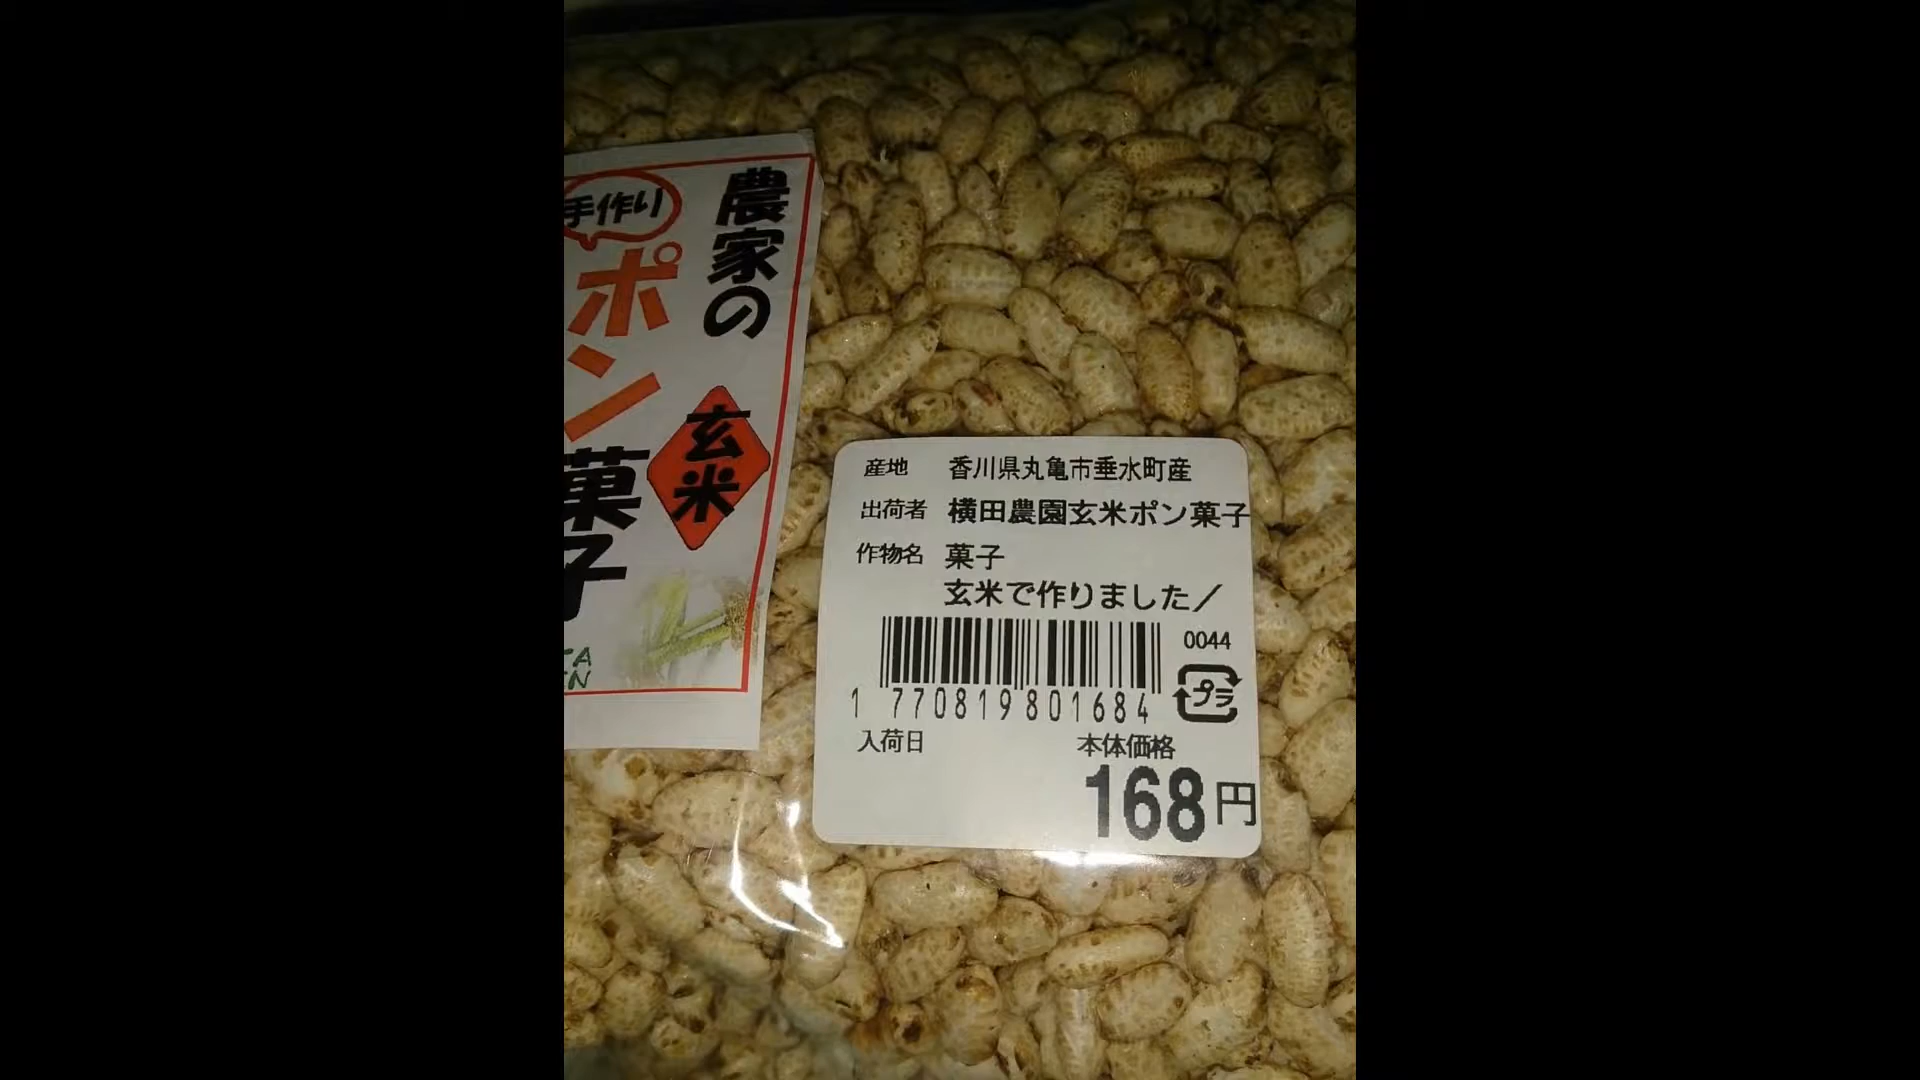 農家の
玄米
手作り
ポン菓子
産地 香川県丸亀市垂水町産
出荷者 横田農園玄米ポン菓子
作物名 菓子
玄米で作りました／
0044
プラ
1 770819801684
入荷日 本体価格
168円